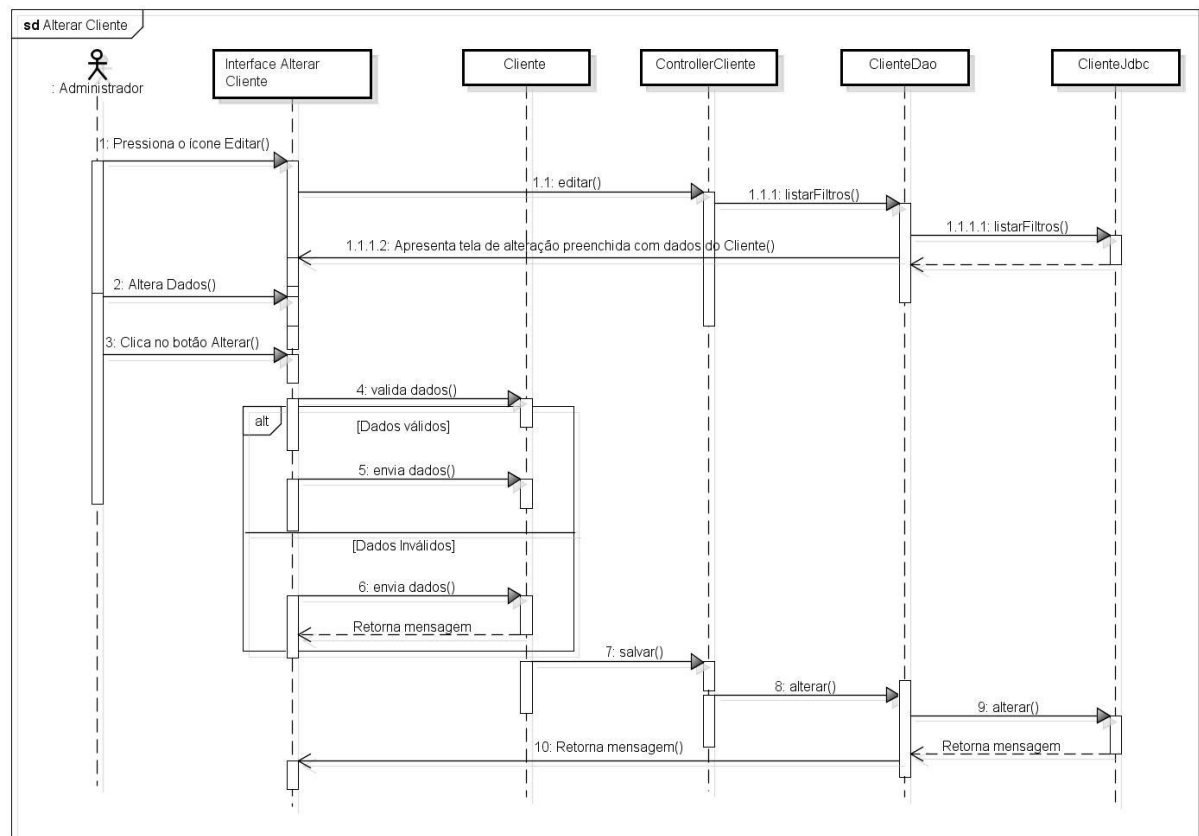 sd Alterar Cliente
: Administrador
Interface Alterar
Cliente
Cliente
ControllerCliente
ClienteDao
ClienteJdbc
1: Pressiona o ícone Editar()
1.1: editar()
1.1.1: listarFiltros()
1.1.1.1: listarFiltros()
1.1.1.2: Apresenta tela de alteração preenchida com dados do Cliente()
2: Altera Dados()
3: Clica no botão Alterar()
4: valida dados()
alt
[Dados válidos]
5: envia dados()
[Dados Inválidos]
6: envia dados()
Retorna mensagem
7: salvar()
8: alterar()
9: alterar()
Retorna mensagem
10: Retorna mensagem()